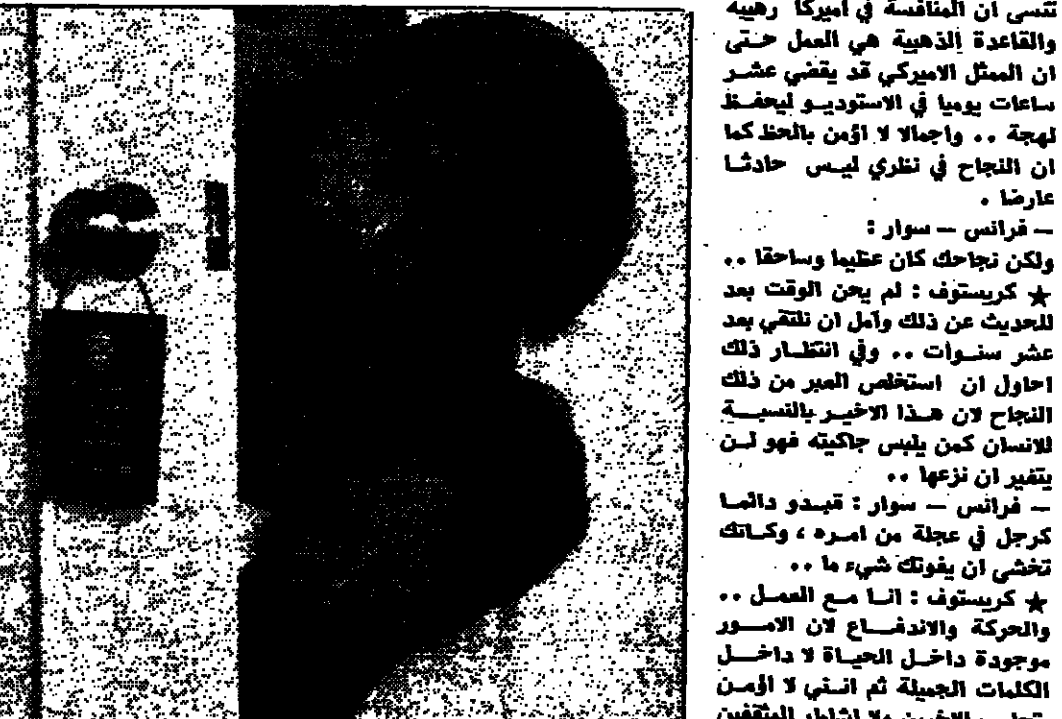 تنسى ان المنافسة في اميركا رهيبه
والقاعدة الذهبية هي العمل حتى
ان الممثل الاميركي قد يقضي عشر
ساعات يوميا في الاستوديو ليحفظ
لهجة .. واجمالا لا اؤمن بالحظ كما
ان النجاح في نظري ليس حادثا
عارضا .
— فرانس — سوار :
ولكن نجاحك كان عظيما وساحقا ..
★ كريستوف : لم يحن الوقت بعد
للحديث عن ذلك وآمل ان نلتقي بعد
عشر سنوات .. وفي انتظار ذلك
احاول ان استخلص العبر من ذلك
النجاح لان هذا الاخير بالنسبة
للانسان كمن يلبس جاكيته فهو لن
يتغير ان نزعها ..
— فرانس — سوار : تبدو دائما
كرجل في عجلة من امره ، وكانك
تخشى ان يفوتك شيء ما ..
★ كريستوف : انا مع العمل ..
والحركة والاندفاع لان الامور
موجودة داخل الحياة لا داخل
الكلمات الجميلة ثم انني لا اؤمن